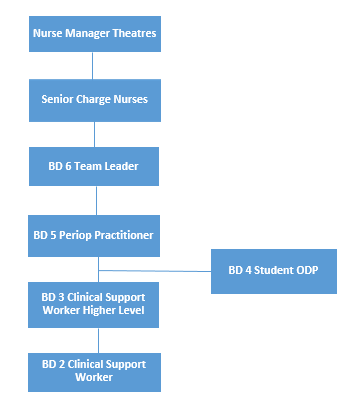 Nurse Manager Theatres
Senior Charge Nurses
BD 6 Team Leader
BD 5 Periop Practitioner
BD 4 Student ODP
BD 3 Clinical Support
Worker Higher Level
BD 2 Clinical Support
Worker